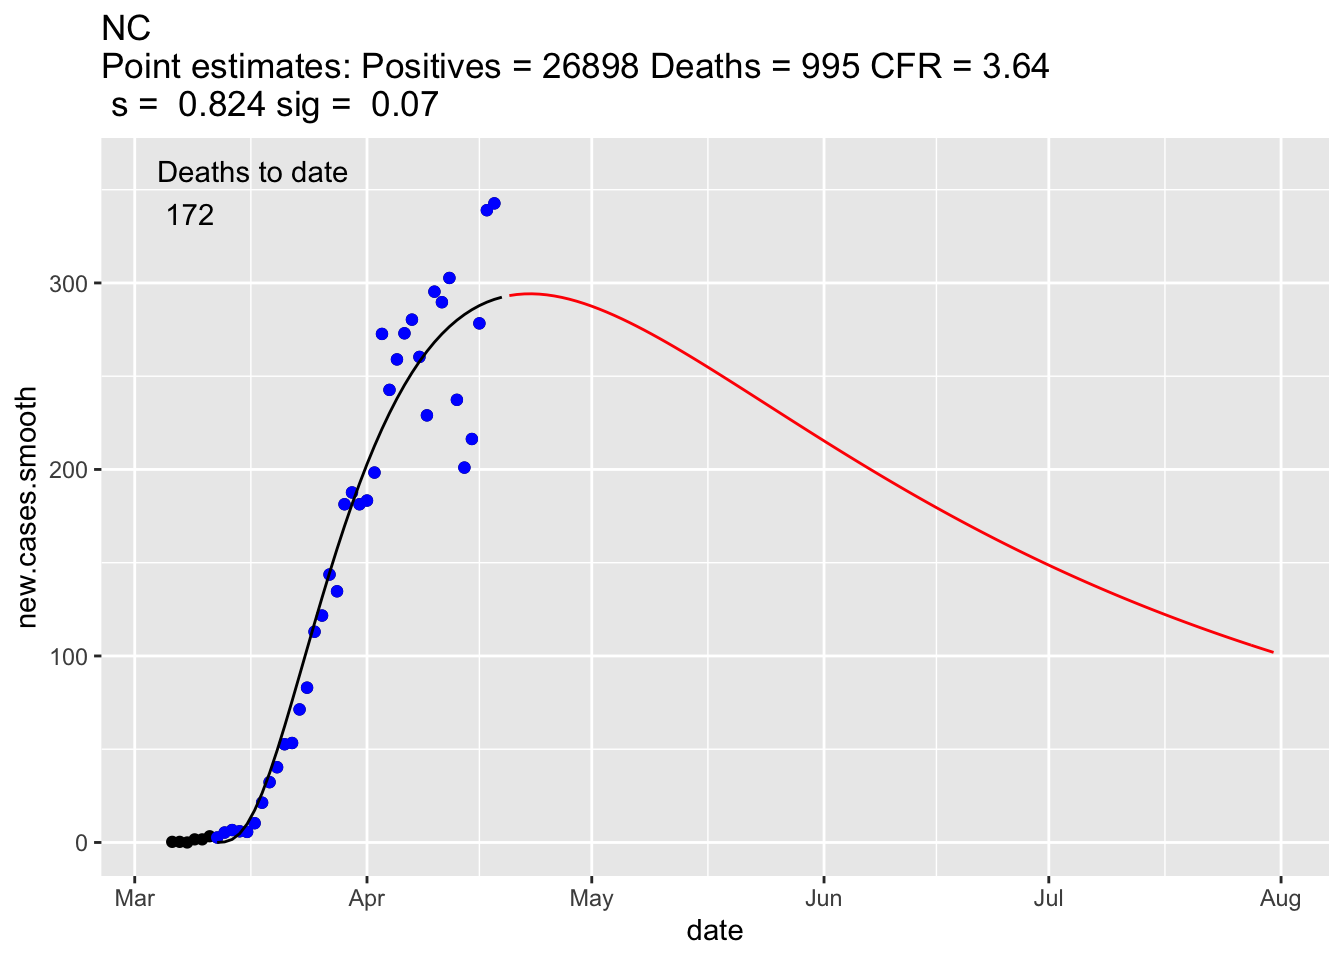 NC
Point estimates: Positives = 26898 Deaths = 995 CFR = 3.64
s = 0.824 sig = 0.07
Deaths to date
172
300
200
100
0
new.cases.smooth
Mar
Apr
May
Jun
Jul
Aug
date